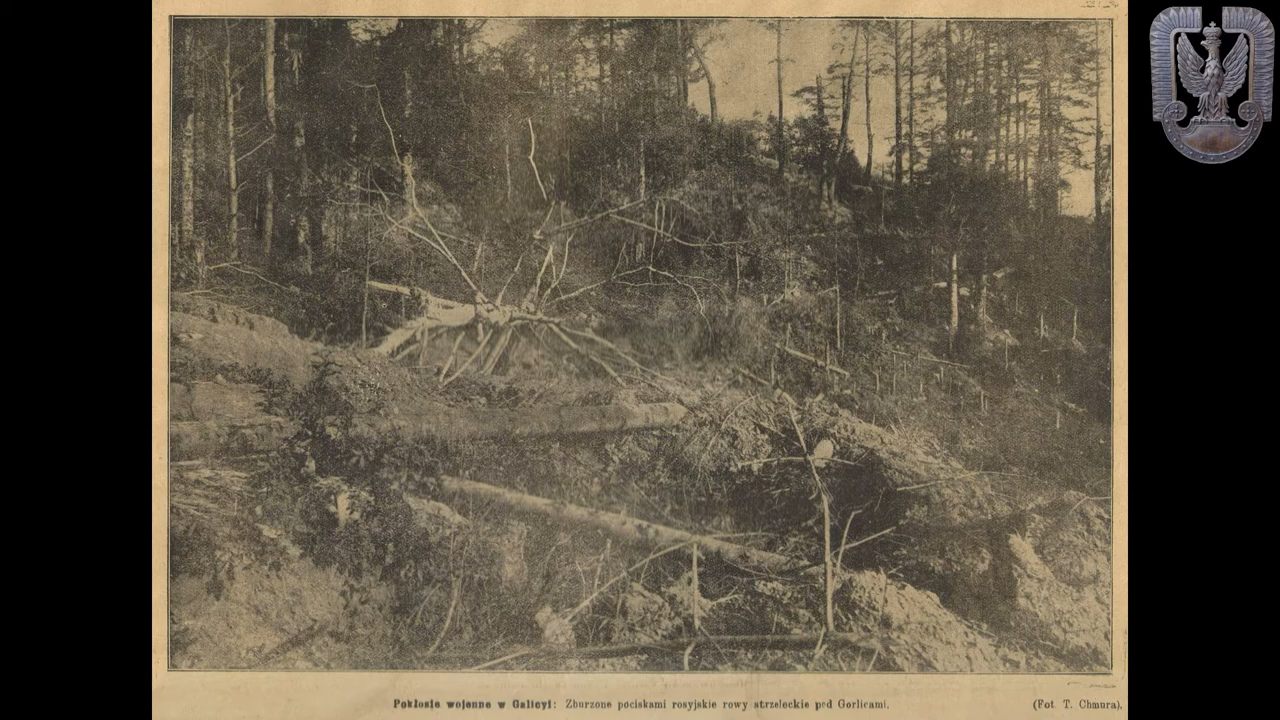 Pokłosie wojenne w Galicyi: Zburzone pociskami rosyjskie rowy strzeleckie pod Gorlicami. (Fot. T. Chmura).